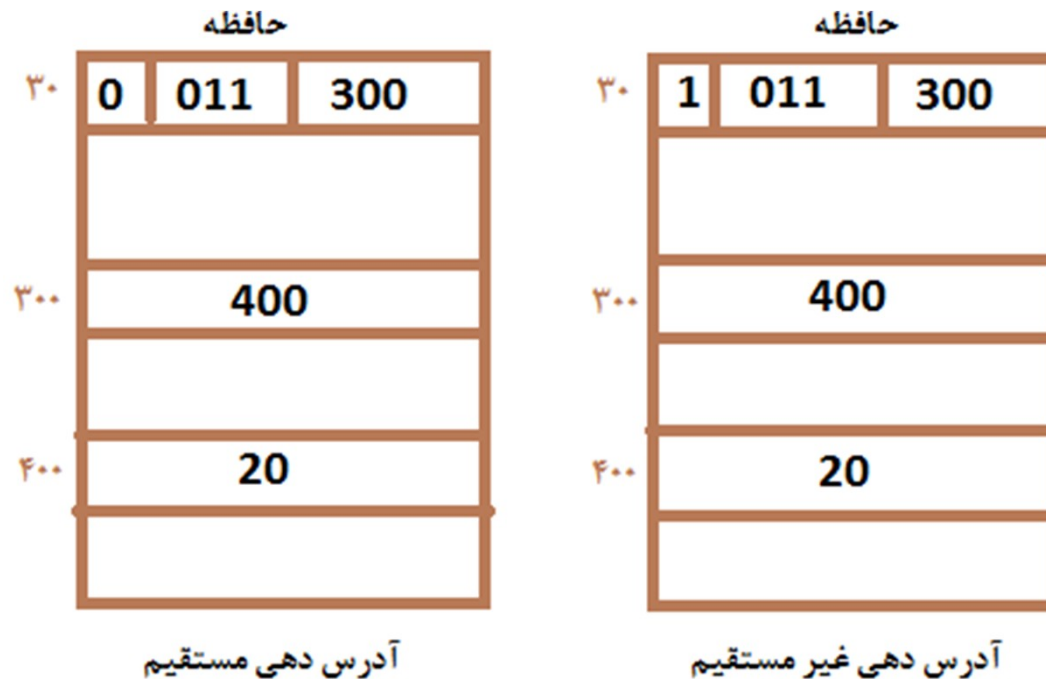 حافظه
۳۰ 0 011 300
۳۰۰ 400
۴۰۰ 20
آدرس دهی مستقیم
حافظه
۳۰ 1 011 300
۳۰۰ 400
۴۰۰ 20
آدرس دهی غیر مستقیم